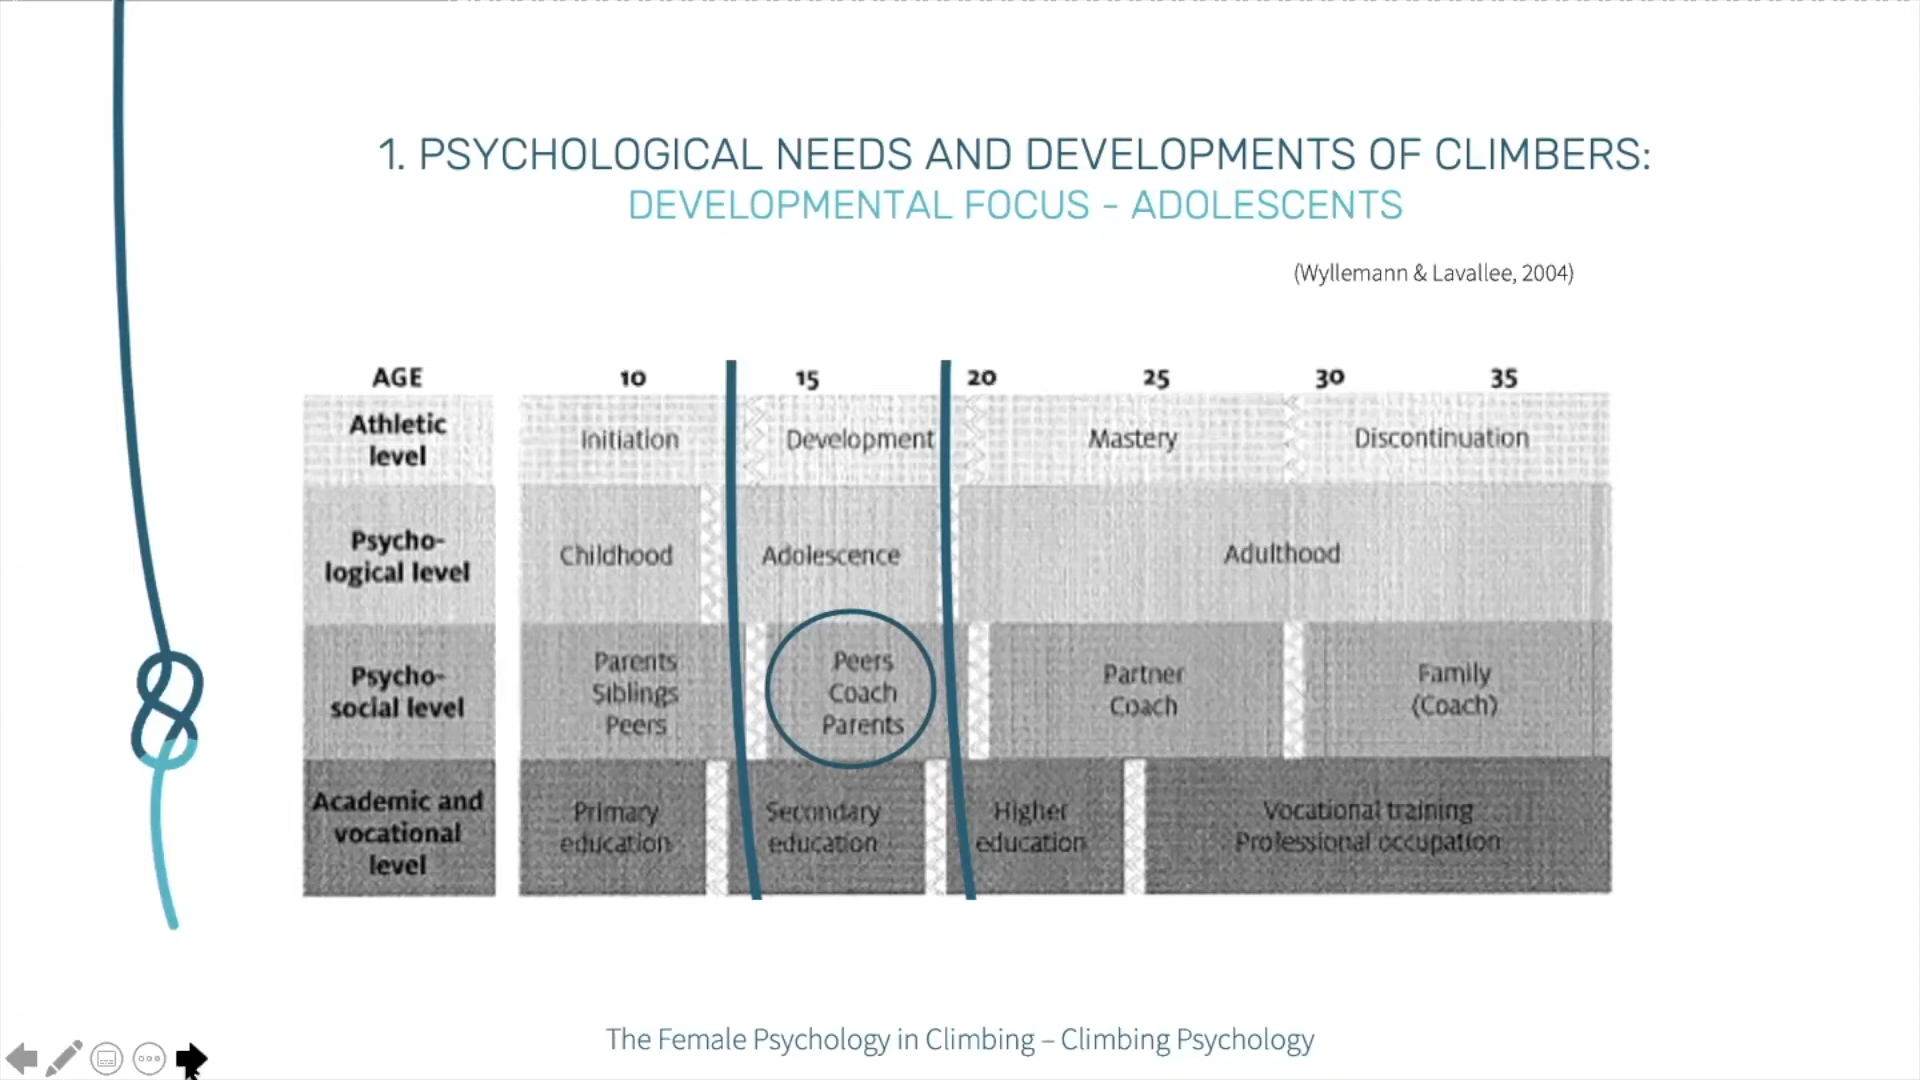 1. PSYCHOLOGICAL NEEDS AND DEVELOPMENTS OF CLIMBERS:
DEVELOPMENTAL FOCUS - ADOLESCENTS
(Wyllemann & Lavallee, 2004)
AGE 10 15 20 25 30 35
Athletic
level
Initiation Development Mastery Discontinuation
Psycho-
logical level
Childhood Adolescence Adulthood
Psycho-
social level
Parents
Siblings
Peers
Peers
Coach
Parents
Partner
Coach
Family
(Coach)
Academic and
vocational
level
Primary
education
Secondary
education
Higher
education
Vocational training
Professional occupation
The Female Psychology in Climbing – Climbing Psychology